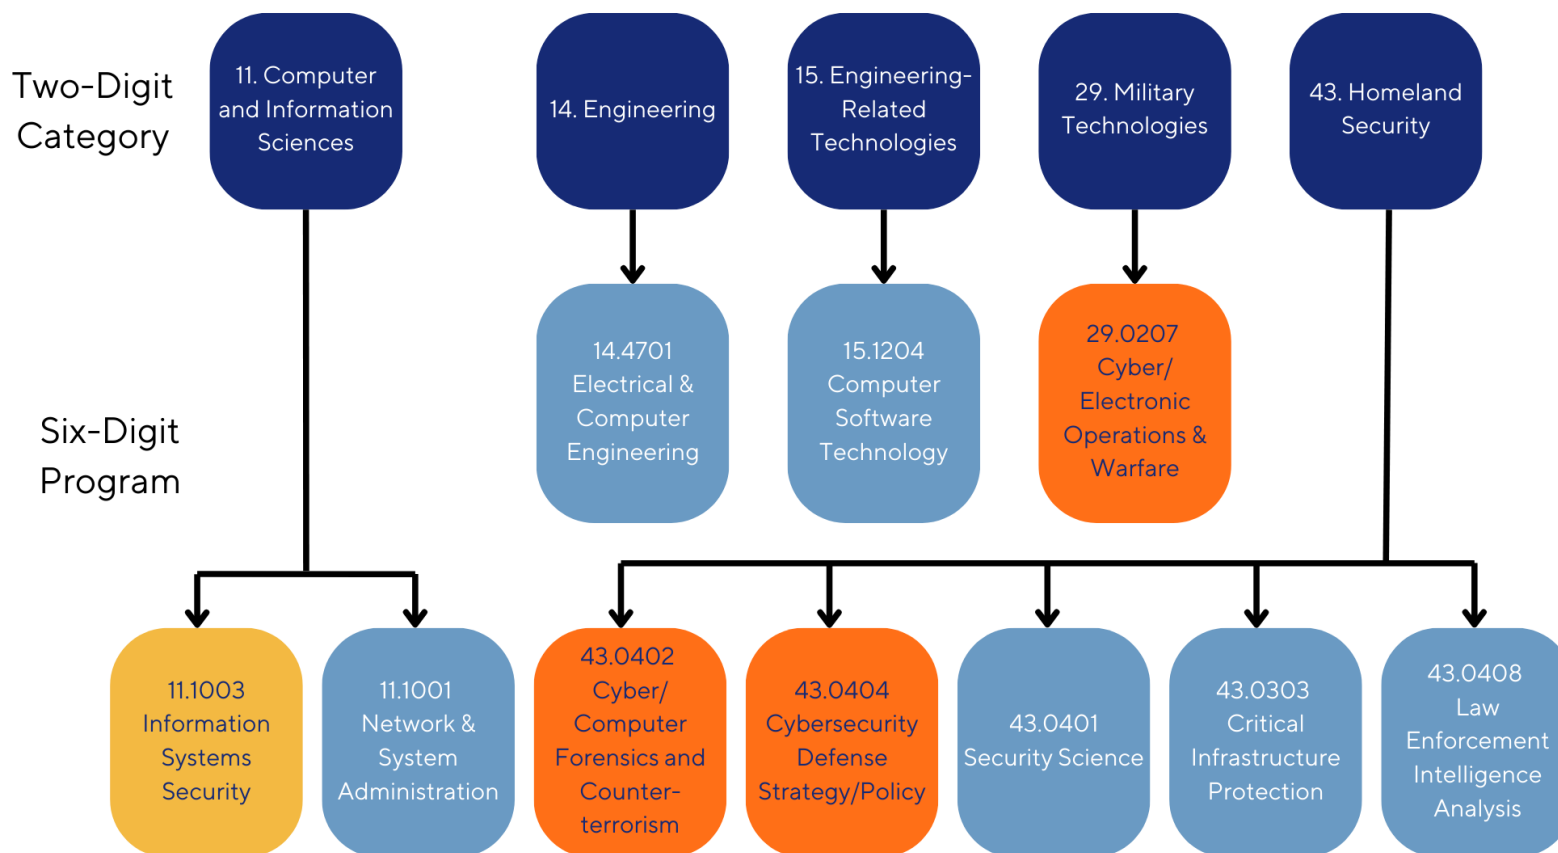 Two-Digit
Category
11. Computer
and Information
Sciences
14. Engineering
15. Engineering-
Related
Technologies
29. Military
Technologies
43. Homeland
Security
Six-Digit
Program
14.4701
Electrical &
Computer
Engineering
15.1204
Computer
Software
Technology
29.0207
Cyber/
Electronic
Operations &
Warfare
11.1003
Information
Systems
Security
11.1001
Network &
System
Administration
43.0402
Cyber/
Computer
Forensics and
Counter-
terrorism
43.0404
Cybersecurity
Defense
Strategy/Policy
43.0401
Security Science
43.0303
Critical
Infrastructure
Protection
43.0408
Law
Enforcement
Intelligence
Analysis